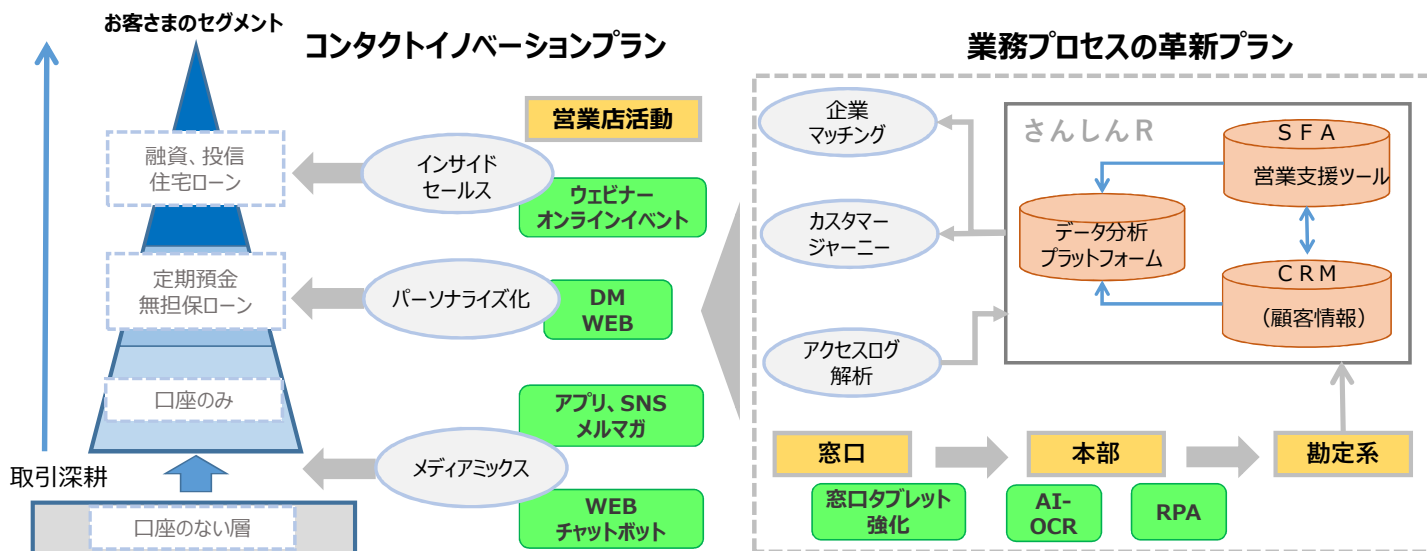 お客さまのセグメント
コンタクトイノベーションプラン
営業店活動
融資、投信
住宅ローン
インサイド
セールス
ウェビナー
オンラインイベント
定期預金
無担保ローン
パーソナライズ化
DM
WEB
口座のみ
アプリ、SNS
メルマガ
メディアミックス
取引深耕
WEB
チャットボット
口座のない層
業務プロセスの革新プラン
企業
マッチング
さんしんR
SFA
営業支援ツール
カスタマー
ジャーニー
データ分析
プラットフォーム
CRM
(顧客情報)
アクセスログ
解析
窓口
本部
勘定系
窓口タブレット
強化
AI-
OCR
RPA